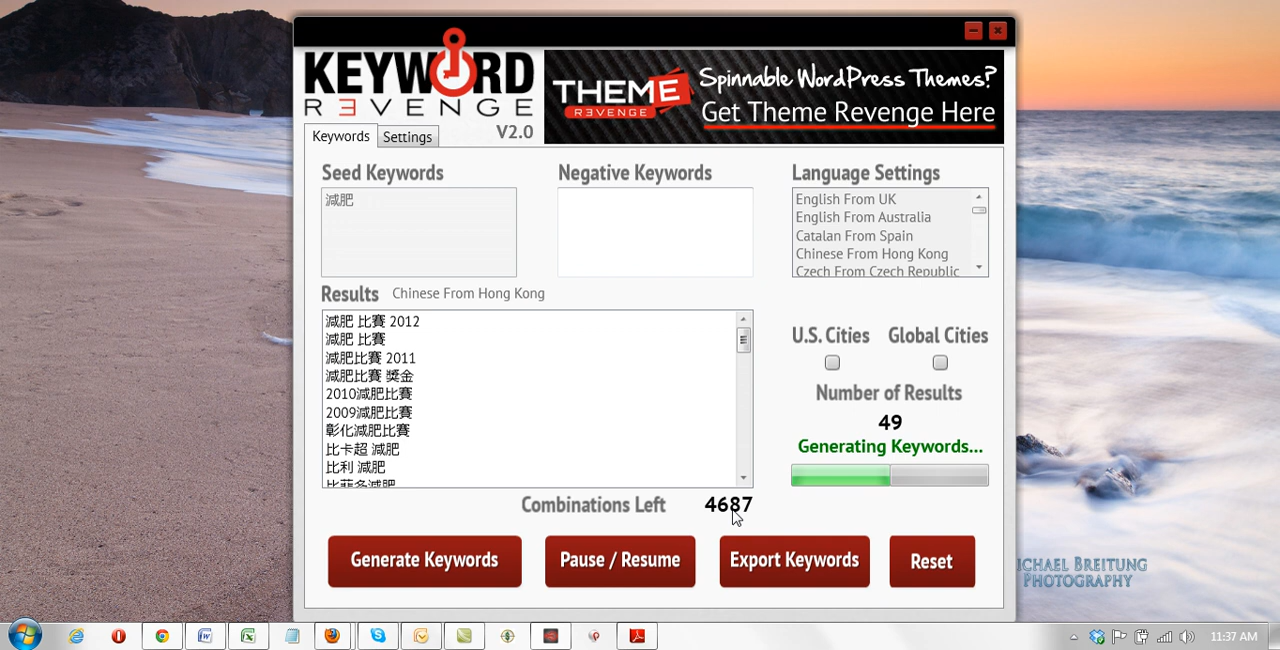 KEYWORD
REVENGE
V2.0
THEME
REVENGE
Spinnable WordPress Themes?
Get Theme Revenge Here
Keywords
Settings
Seed Keywords
減肥
Negative Keywords
Language Settings
English From UK
English From Australia
Catalan From Spain
Chinese From Hong Kong
Czech From Czech Republic
Results
Chinese From Hong Kong
減肥 比賽 2012
減肥 比賽
減肥比賽 2011
減肥比賽 獎金
2010減肥比賽
2009減肥比賽
彰化減肥比賽
比卡超 減肥
比利 減肥
U.S. Cities
Global Cities
Number of Results
49
Generating Keywords...
Combinations Left
4687
Generate Keywords
Pause / Resume
Export Keywords
Reset
MICHAEL BREITUNG
PHOTOGRAPHY
11:37 AM